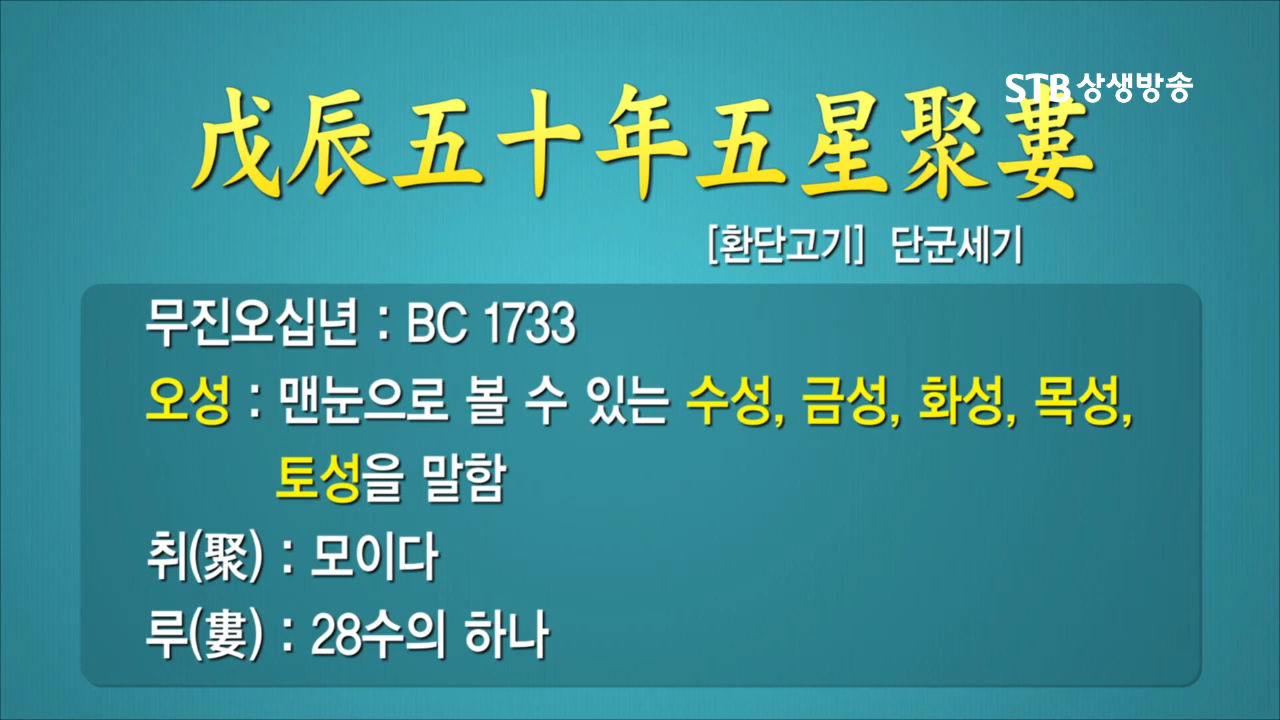 STB 상생방송
戊辰五十年五星聚婁
[환단고기] 단군세기
무진오십년 : BC 1733
오성 : 맨눈으로 볼 수 있는 수성, 금성, 화성, 목성,
토성을 말함
취(聚) : 모이다
루(婁) : 28수의 하나